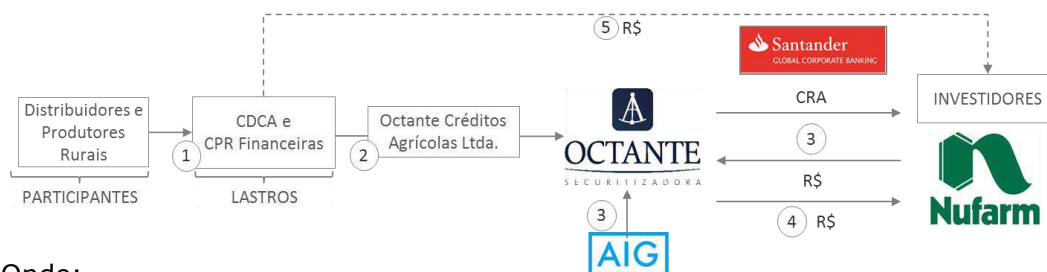 5 R$
Santander
GLOBAL CORPORATE BANKING
Distribuidores e
Produtores
Rurais
1
CDCA e
CPR Financeiras
2
Octante Créditos
Agrícolas Ltda.
OCTANTE
SECURITIZADORA
CRA
3
R$
4 R$
INVESTIDORES
Nufarm
PARTICIPANTES
LASTROS
3
AIG
Onde: